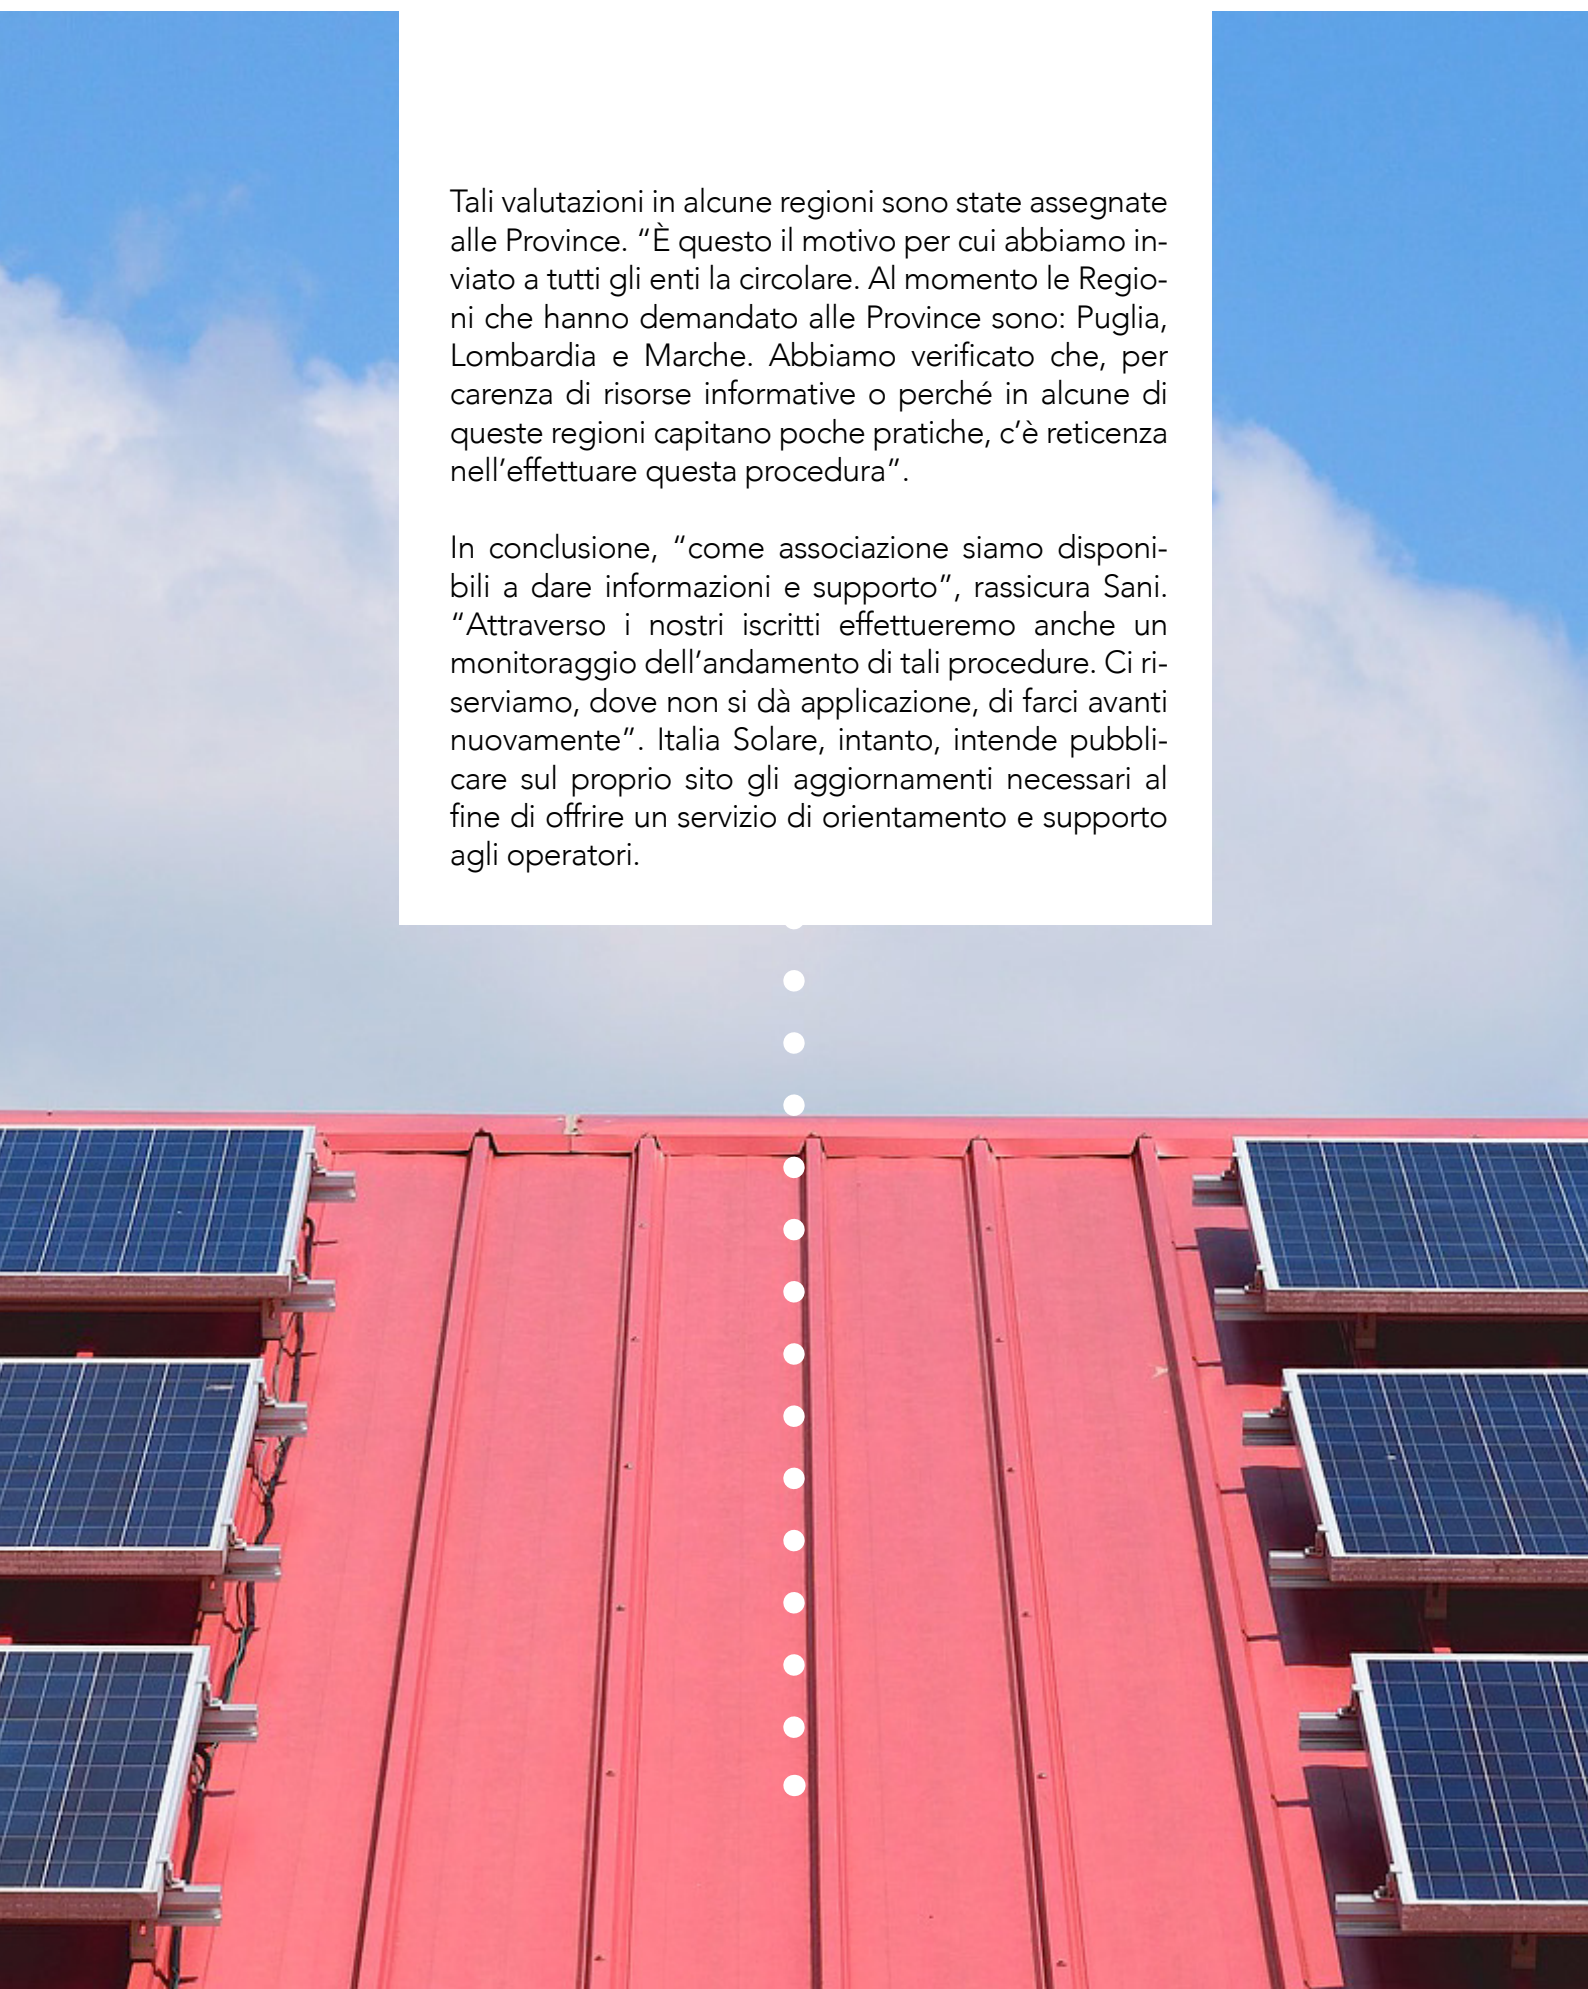 Tali valutazioni in alcune regioni sono state assegnate
alle Province. “È questo il motivo per cui abbiamo in-
viato a tutti gli enti la circolare. Al momento le Regio-
ni che hanno demandato alle Province sono: Puglia,
Lombardia e Marche. Abbiamo verificato che, per
carenza di risorse informative o perché in alcune di
queste regioni capitano poche pratiche, c’è reticenza
nell’effettuare questa procedura”.
In conclusione, “come associazione siamo disponi-
bili a dare informazioni e supporto”, rassicura Sani.
“Attraverso i nostri iscritti effettueremo anche un
monitoraggio dell’andamento di tali procedure. Ci ri-
serviamo, dove non si dà applicazione, di farci avanti
nuovamente”. Italia Solare, intanto, intende pubbli-
care sul proprio sito gli aggiornamenti necessari al
fine di offrire un servizio di orientamento e supporto
agli operatori.